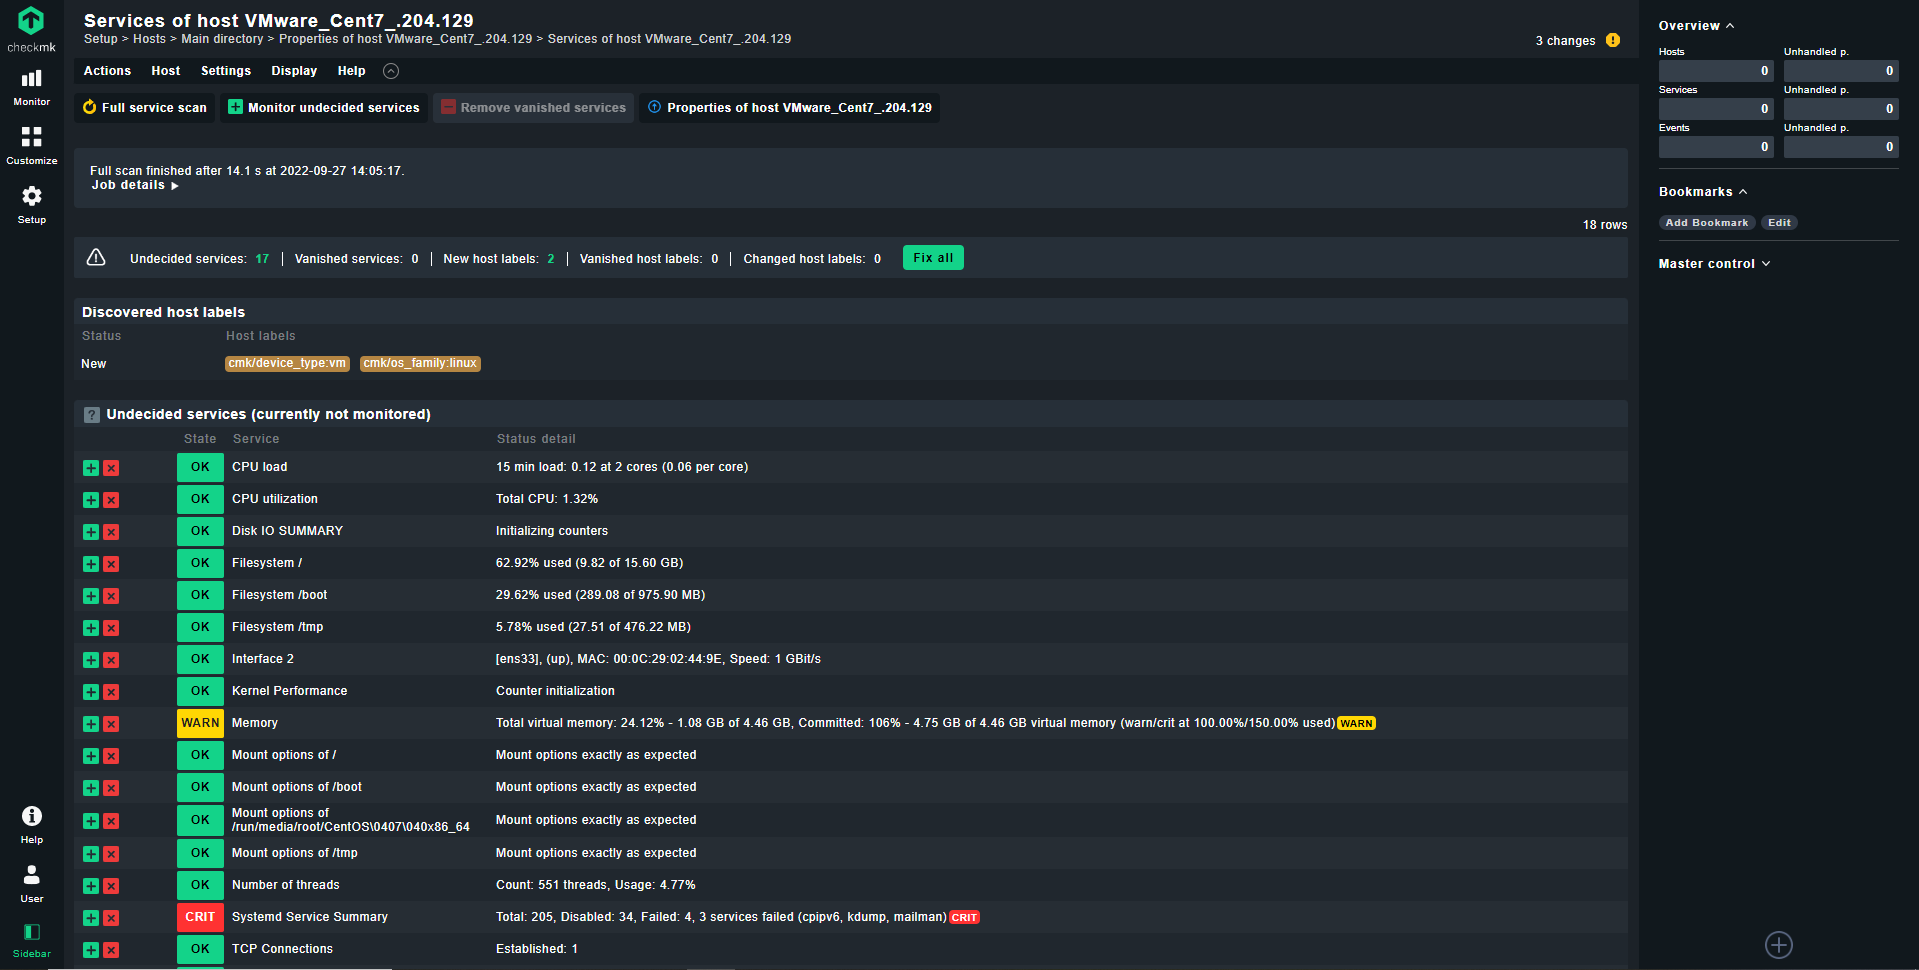 checkmk
Monitor
Customize
Setup
Help
User
Sidebar
Services of host VMware_Cent7_.204.129
Setup > Hosts > Main directory > Properties of host VMware_Cent7_.204.129 > Services of host VMware_Cent7_.204.129
3 changes
Actions Host Settings Display Help
Full service scan Monitor undecided services Remove vanished services Properties of host VMware_Cent7_.204.129
Full scan finished after 14.1 s at 2022-09-27 14:05:17.
Job details
18 rows
Undecided services: 17 | Vanished services: 0 | New host labels: 2 | Vanished host labels: 0 | Changed host labels: 0 Fix all
Discovered host labels
Status Host labels
New cmk/device_type:vm cmk/os_family:linux
? Undecided services (currently not monitored)
State Service Status detail
OK CPU load 15 min load: 0.12 at 2 cores (0.06 per core)
OK CPU utilization Total CPU: 1.32%
OK Disk IO SUMMARY Initializing counters
OK Filesystem / 62.92% used (9.82 of 15.60 GB)
OK Filesystem /boot 29.62% used (289.08 of 975.90 MB)
OK Filesystem /tmp 5.78% used (27.51 of 476.22 MB)
OK Interface 2 [ens33], (up), MAC: 00:0C:29:02:44:9E, Speed: 1 GBit/s
OK Kernel Performance Counter initialization
WARN Memory Total virtual memory: 24.12% - 1.08 GB of 4.46 GB, Committed: 106% - 4.75 GB of 4.46 GB virtual memory (warn/crit at 100.00%/150.00% used) WARN
OK Mount options of / Mount options exactly as expected
OK Mount options of /boot Mount options exactly as expected
OK Mount options of
/run/media/root/CentOS\0407\040x86_64 Mount options exactly as expected
OK Mount options of /tmp Mount options exactly as expected
OK Number of threads Count: 551 threads, Usage: 4.77%
CRIT Systemd Service Summary Total: 205, Disabled: 34, Failed: 4, 3 services failed (cpipv6, kdump, mailman) CRIT
OK TCP Connections Established: 1
Overview
Hosts Unhandled p.
0 0
Services Unhandled p.
0 0
Events Unhandled p.
0 0
Bookmarks
Add Bookmark Edit
Master control